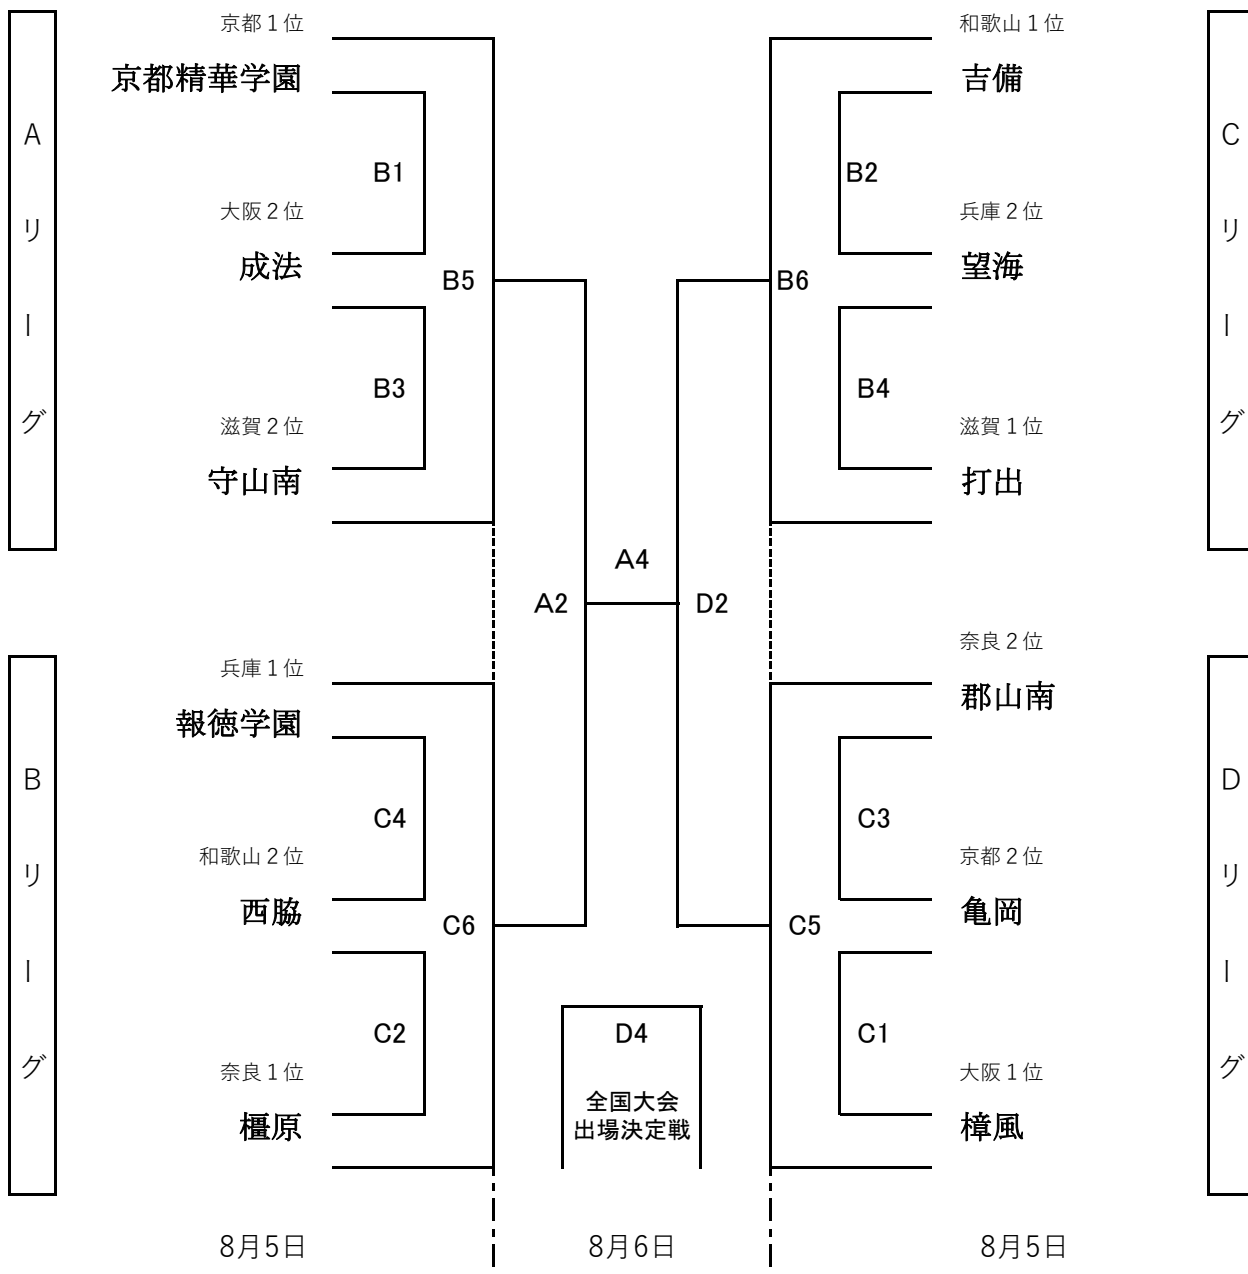 Aリーグ
京都１位
京都精華学園
B1
大阪２位
成法
B5
B3
滋賀２位
守山南
Bリーグ
兵庫１位
報徳学園
C4
和歌山２位
西脇
C6
C2
奈良１位
橿原
A2
A4
D2
D4
全国大会
出場決定戦
Cリーグ
和歌山１位
吉備
B2
兵庫２位
望海
B6
B4
滋賀１位
打出
Dリーグ
奈良２位
郡山南
C3
京都２位
亀岡
C5
C1
大阪１位
樟風
8月5日
8月6日
8月5日